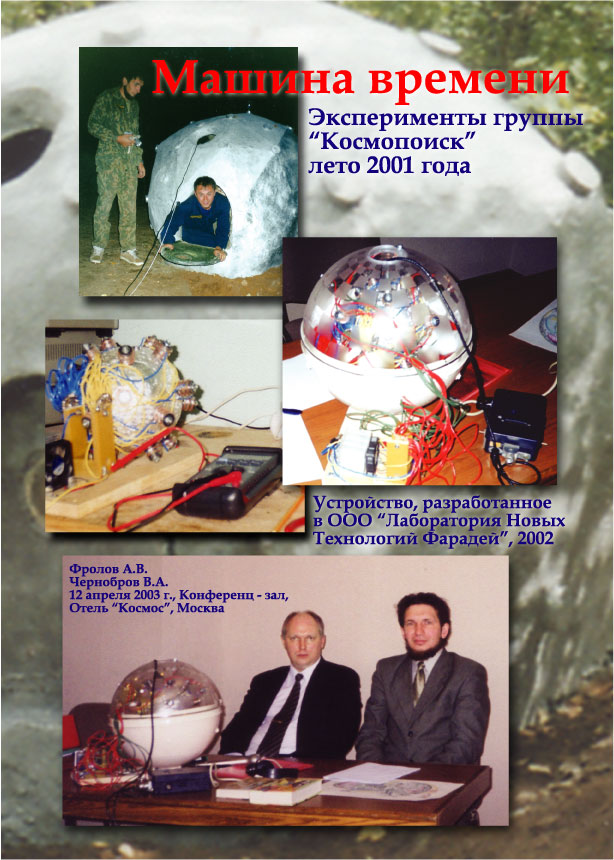 Машина времени
Эксперименты группы
“Космопоиск”
лето 2001 года
Устройство, разработанное
в ООО “Лаборатория Новых
Технологий Фарадей”, 2002
Фролов А.В.
Чернобров В.А.
12 апреля 2003 г., Конференц - зал,
Отель “Космос”, Москва